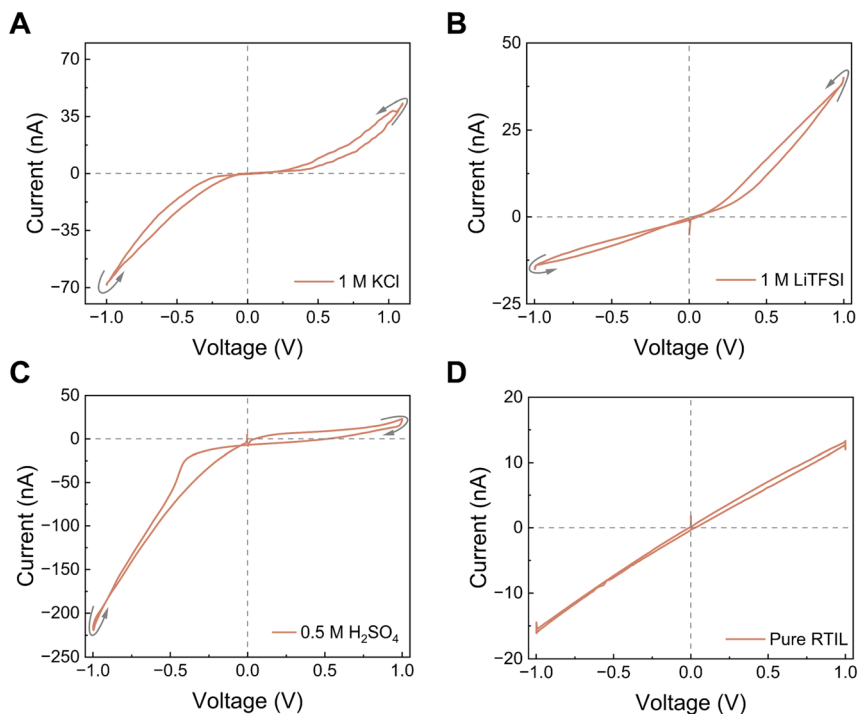 A
Current (nA)
70
35
0
−35
−70
−1.0 −0.5 0.0 0.5 1.0
Voltage (V)
1 M KCl
B
Current (nA)
50
25
0
−25
−1.0 −0.5 0.0 0.5 1.0
Voltage (V)
1 M LiTFSI
C
Current (nA)
50
0
−50
−100
−150
−200
−250
−1.0 −0.5 0.0 0.5 1.0
Voltage (V)
0.5 M H₂SO₄
D
Current (nA)
20
10
0
−10
−20
−1.0 −0.5 0.0 0.5 1.0
Voltage (V)
Pure RTIL